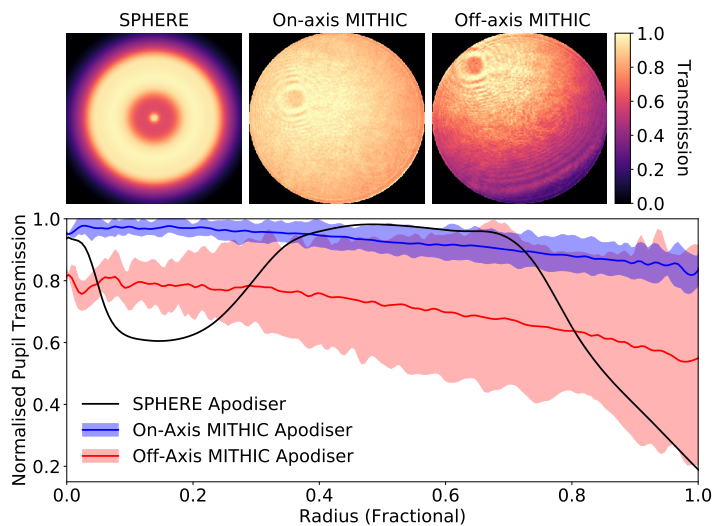 SPHERE On-axis MITHIC Off-axis MITHIC
1.0
0.8
0.6
0.4
0.2
0.0
Transmission
1.0
0.8
0.6
0.4
0.2
Normalised Pupil Transmission
SPHERE Apodiser
On-Axis MITHIC Apodiser
Off-Axis MITHIC Apodiser
0.0 0.2 0.4 0.6 0.8 1.0
Radius (Fractional)